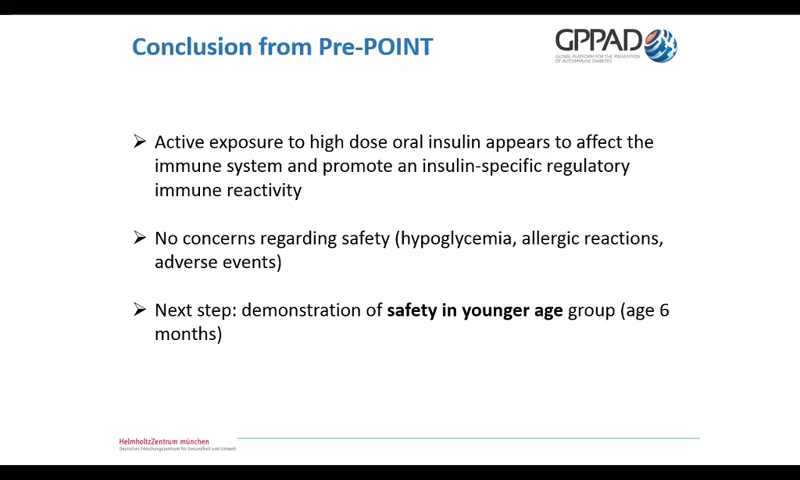 Conclusion from Pre-POINT
GPPAD
GLOBAL PLATFORM FOR THE PREVENTION
OF AUTOIMMUNE DIABETES
➢ Active exposure to high dose oral insulin appears to affect the
immune system and promote an insulin-specific regulatory
immune reactivity
➢ No concerns regarding safety (hypoglycemia, allergic reactions,
adverse events)
➢ Next step: demonstration of safety in younger age group (age 6
months)
HelmholtzZentrum münchen
Deutsches Forschungszentrum für Gesundheit und Umwelt